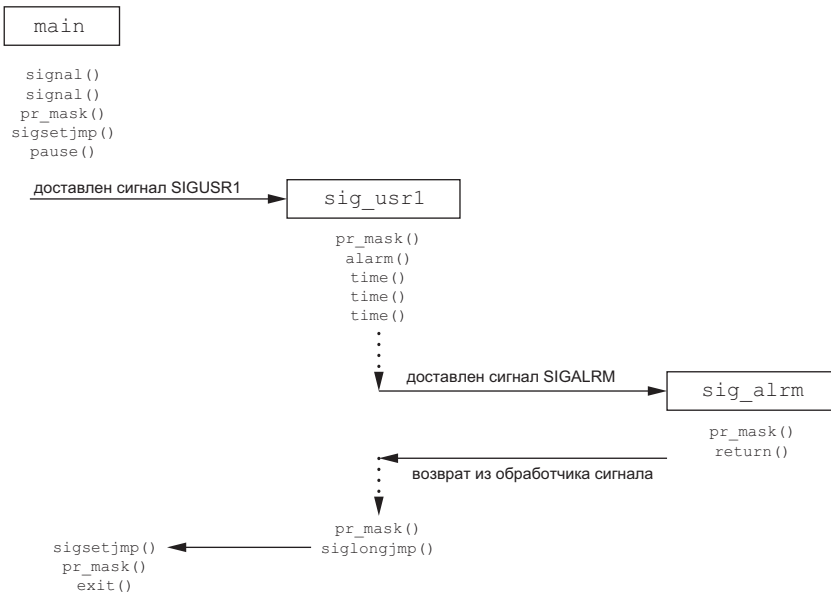 main
signal()
signal()
pr_mask()
sigsetjmp()
pause()
доставлен сигнал SIGUSR1
sig_usr1
pr_mask()
alarm()
time()
time()
time()
доставлен сигнал SIGALRM
sig_alrm
pr_mask()
return()
возврат из обработчика сигнала
pr_mask()
siglongjmp()
sigsetjmp()
pr_mask()
exit()